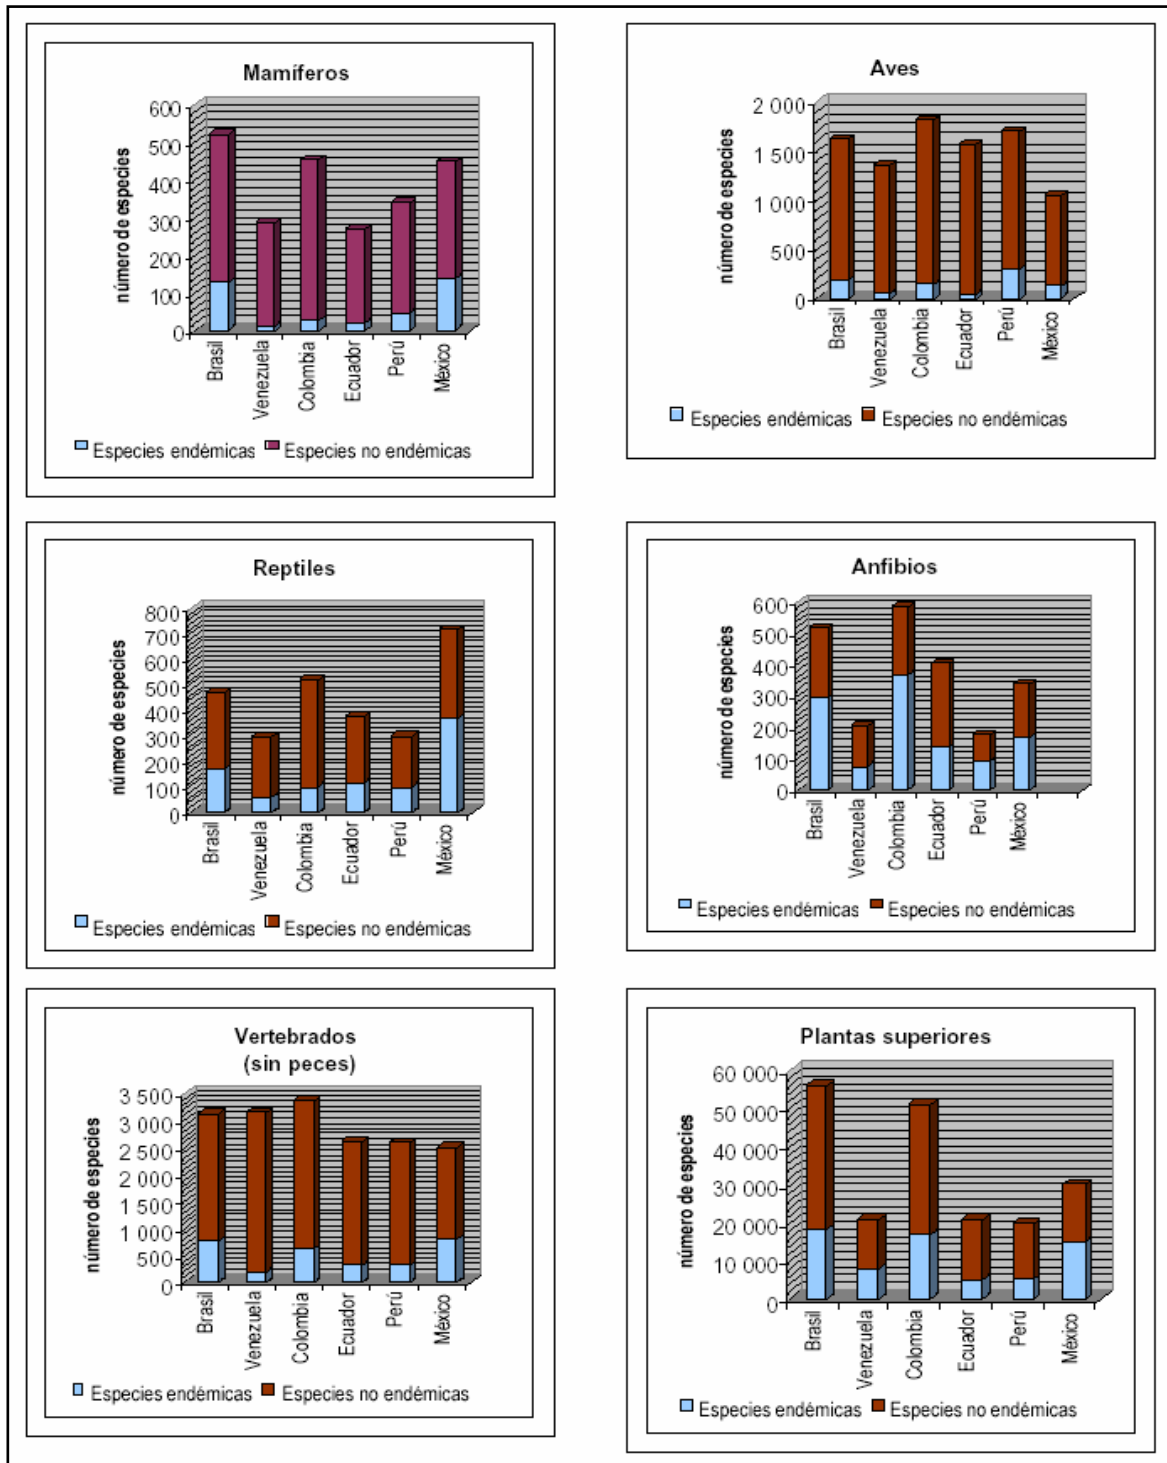 Mamíferos
número de especies
600
500
400
300
200
100
0
Brasil
Venezuela
Colombia
Ecuador
Perú
México
Especies endémicas
Especies no endémicas
Aves
número de especies
2 000
1 500
1 000
500
0
Brasil
Venezuela
Colombia
Ecuador
Perú
México
Especies endémicas
Especies no endémicas
Reptiles
número de especies
800
700
600
500
400
300
200
100
0
Brasil
Venezuela
Colombia
Ecuador
Perú
México
Especies endémicas
Especies no endémicas
Anfibios
número de especies
600
500
400
300
200
100
0
Brasil
Venezuela
Colombia
Ecuador
Perú
México
Especies endémicas
Especies no endémicas
Vertebrados
(sin peces)
número de especies
3 500
3 000
2 500
2 000
1 500
1 000
500
0
Brasil
Venezuela
Colombia
Ecuador
Perú
México
Especies endémicas
Especies no endémicas
Plantas superiores
número de especies
60 000
50 000
40 000
30 000
20 000
10 000
0
Brasil
Venezuela
Colombia
Ecuador
Perú
México
Especies endémicas
Especies no endémicas